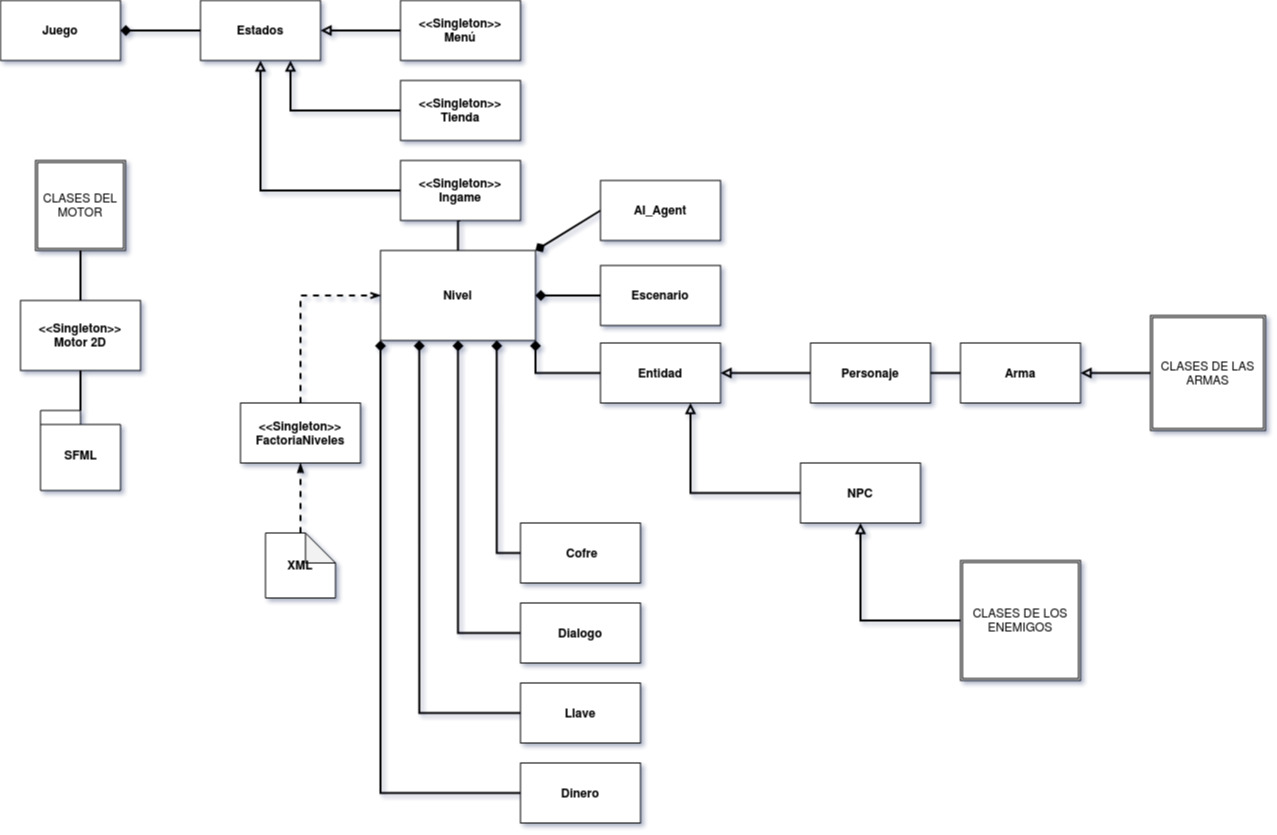 Juego
Estados
<<Singleton>>
Menú
<<Singleton>>
Tienda
<<Singleton>>
Ingame
CLASES DEL
MOTOR
AI_Agent
Nivel
Escenario
<<Singleton>>
Motor 2D
Entidad
Personaje
Arma
CLASES DE LAS
ARMAS
<<Singleton>>
FactoriaNiveles
SFML
NPC
XML
Cofre
Dialogo
CLASES DE LOS
ENEMIGOS
Llave
Dinero